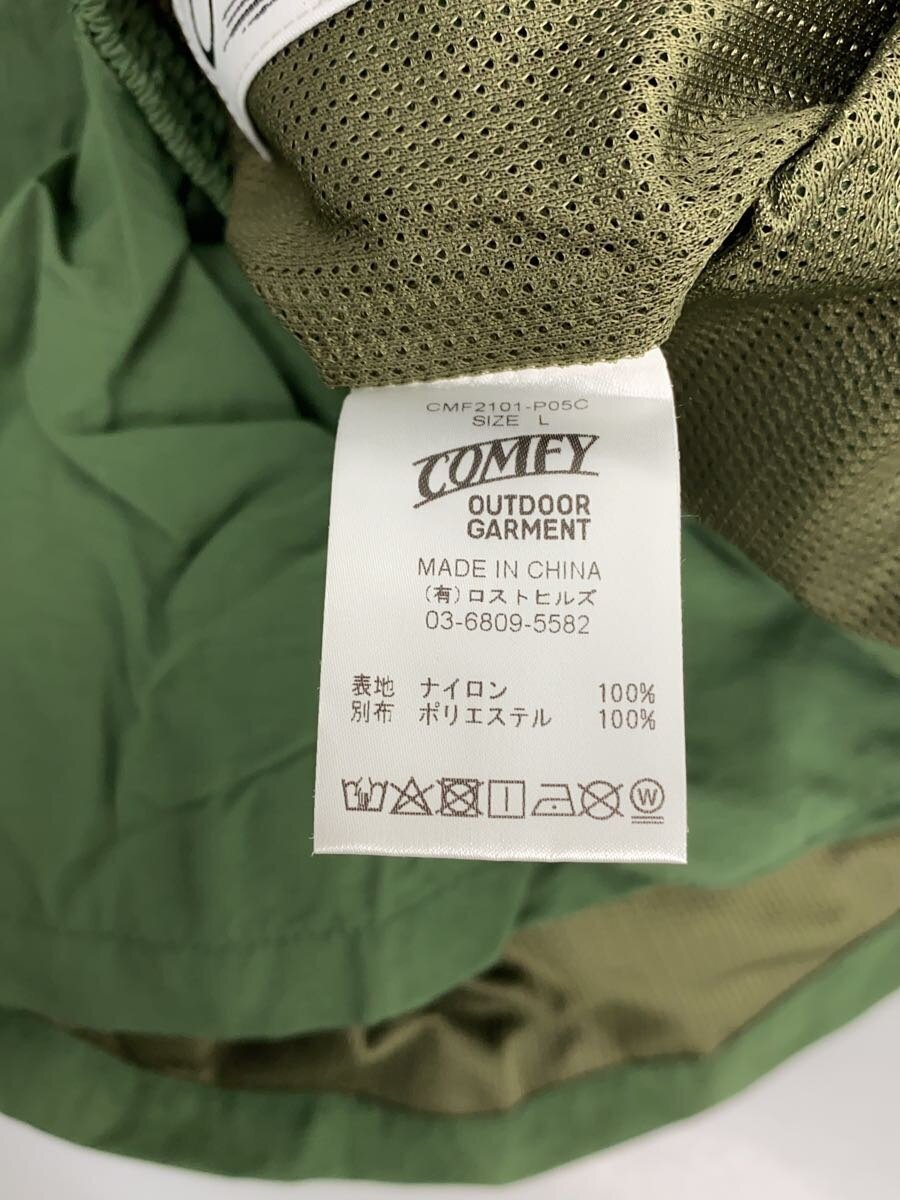 CMF2101-P05C
SIZE L
COMFY
OUTDOOR
GARMENT
MADE IN CHINA
(有)ロストヒルズ
03-6809-5582
表地 ナイロン 100%
別布 ポリエステル 100%
W